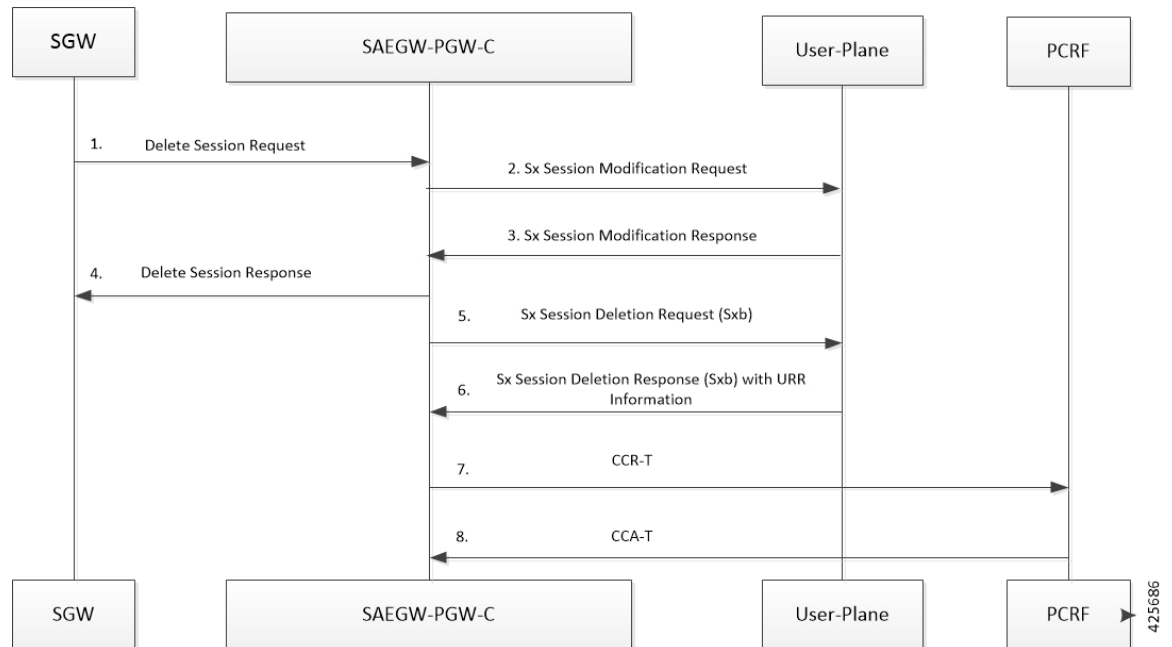 SGW
SAEGW-PGW-C
User-Plane
PCRF
1. Delete Session Request
2. Sx Session Modification Request
3. Sx Session Modification Response
4. Delete Session Response
5. Sx Session Deletion Request (Sxb)
6. Sx Session Deletion Response (Sxb) with URR
Information
7. CCR-T
8. CCA-T
SGW
SAEGW-PGW-C
User-Plane
PCRF
425686